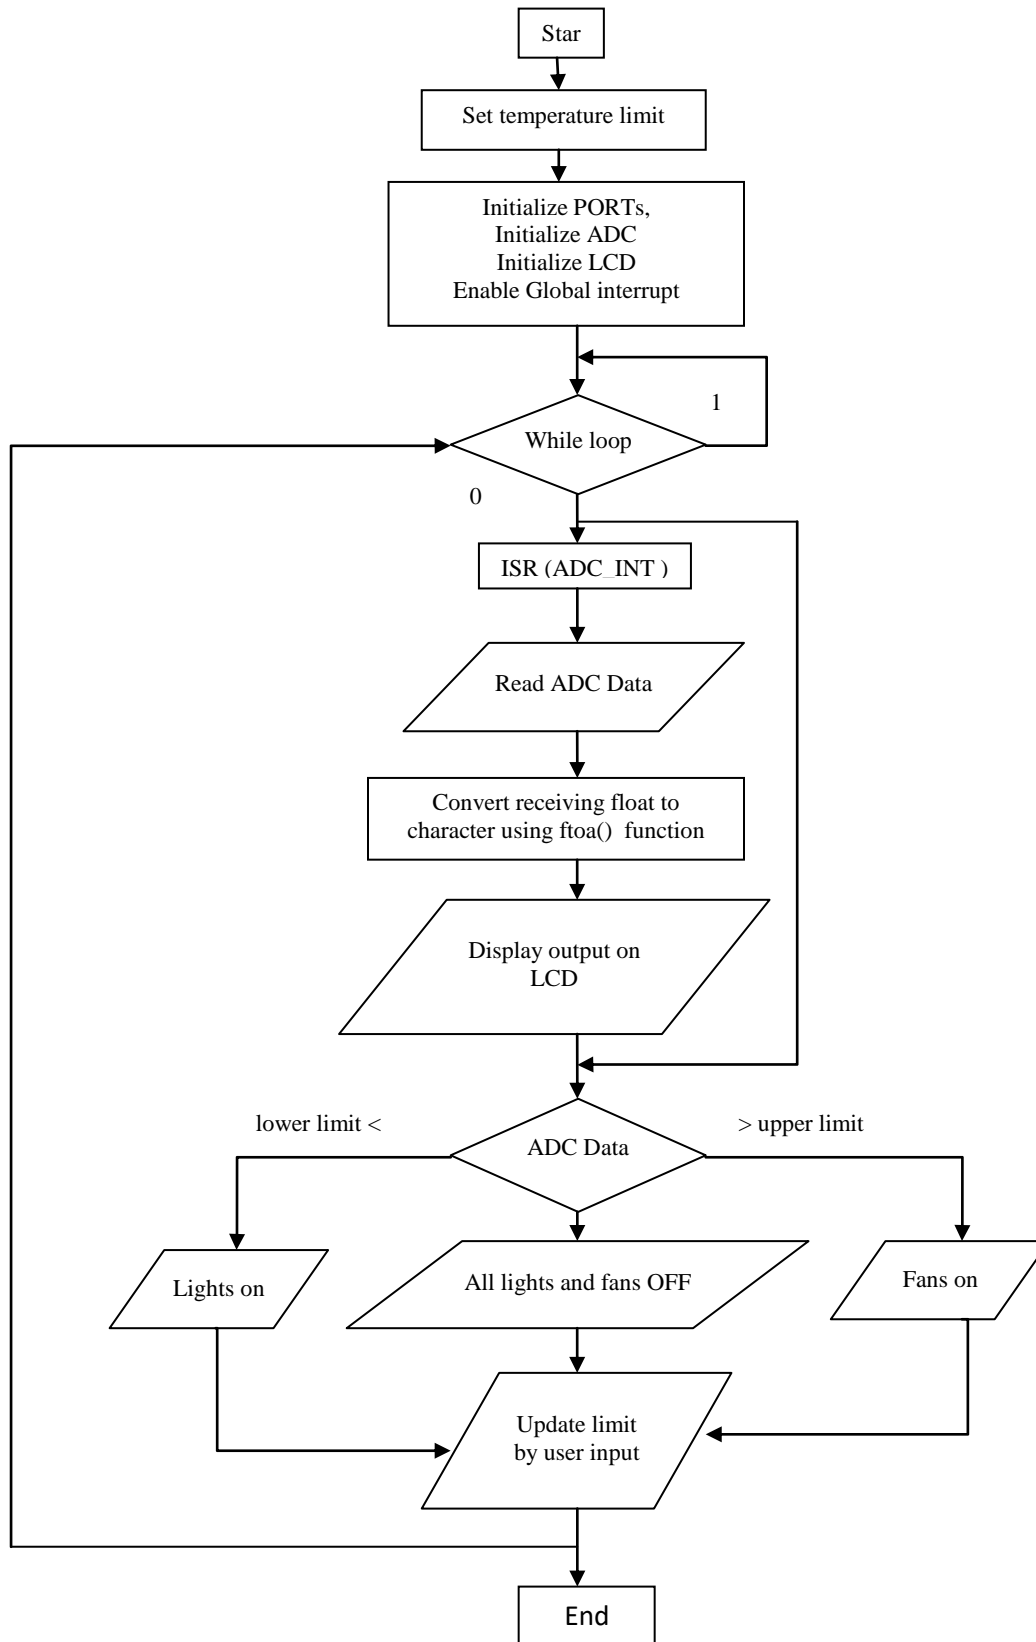 Star
Set temperature limit
Initialize PORTs,
Initialize ADC
Initialize LCD
Enable Global interrupt
1
While loop
0
ISR (ADC_INT )
Read ADC Data
Convert receiving float to
character using ftoa() function
Display output on
LCD
lower limit <
> upper limit
ADC Data
Lights on
All lights and fans OFF
Fans on
Update limit
by user input
End